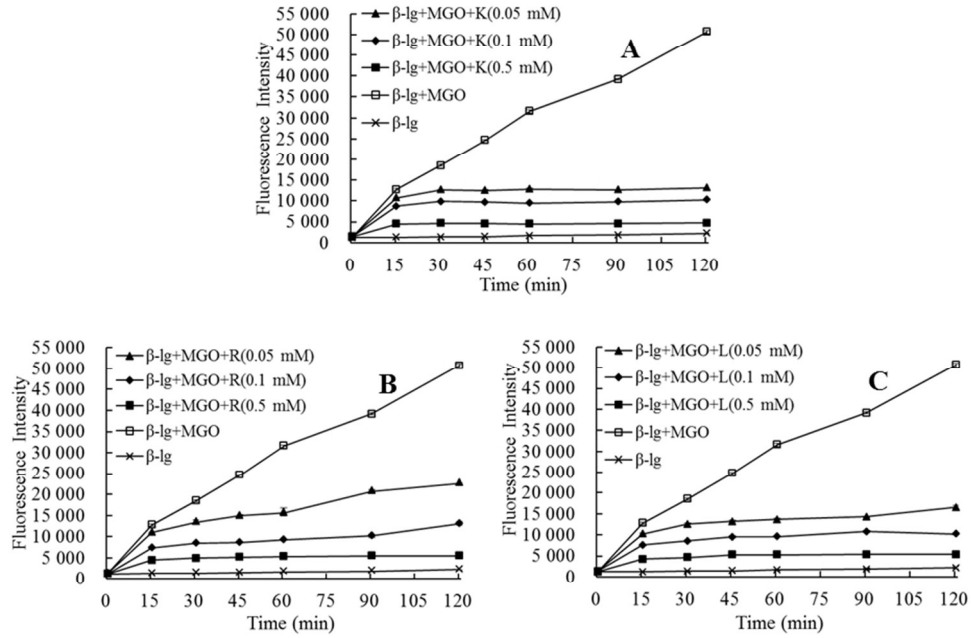 55 000
50 000
45 000
40 000
35 000
30 000
25 000
20 000
15 000
10 000
5 000
0
Fluorescence Intensity
β-lg+MGO+K(0.05 mM)
β-lg+MGO+K(0.1 mM)
β-lg+MGO+K(0.5 mM)
β-lg+MGO
β-lg
A
0 15 30 45 60 75 90 105 120
Time (min)
55 000
50 000
45 000
40 000
35 000
30 000
25 000
20 000
15 000
10 000
5 000
0
Fluorescence Intensity
β-lg+MGO+R(0.05 mM)
β-lg+MGO+R(0.1 mM)
β-lg+MGO+R(0.5 mM)
β-lg+MGO
β-lg
B
0 15 30 45 60 75 90 105 120
Time (min)
55 000
50 000
45 000
40 000
35 000
30 000
25 000
20 000
15 000
10 000
5 000
0
Fluorescence Intensity
β-lg+MGO+L(0.05 mM)
β-lg+MGO+L(0.1 mM)
β-lg+MGO+L(0.5 mM)
β-lg+MGO
β-lg
C
0 15 30 45 60 75 90 105 120
Time (min)